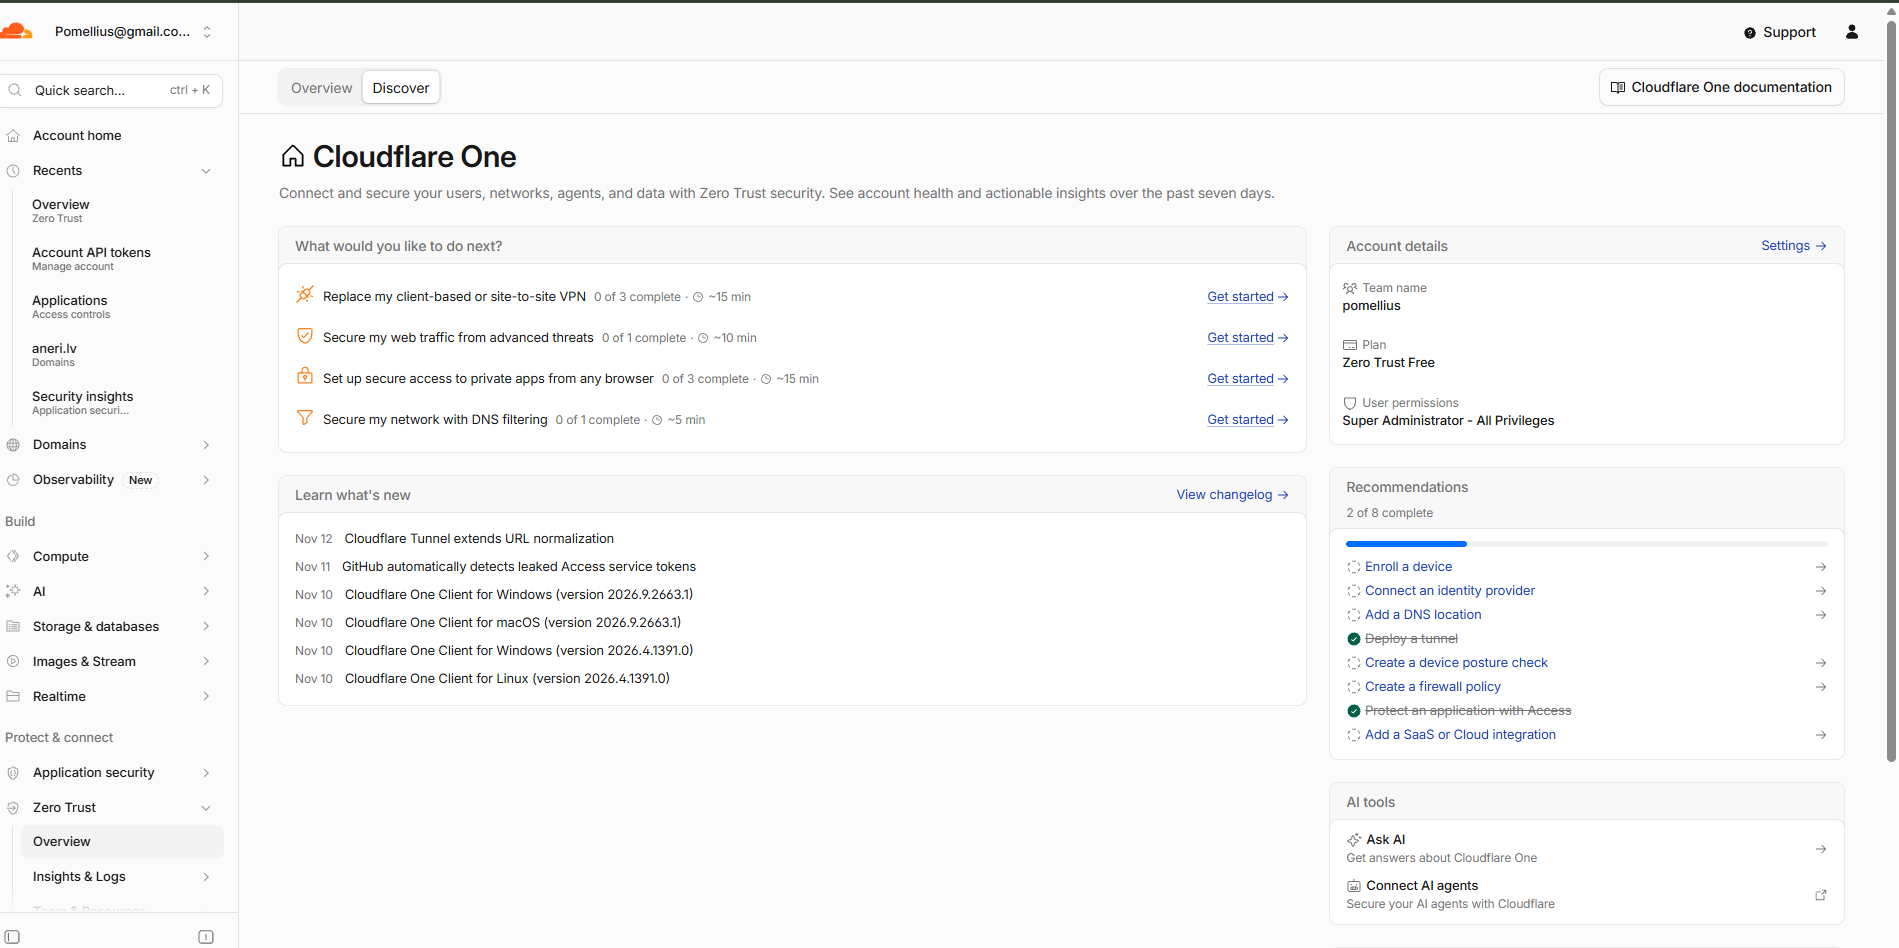 Pomellius@gmail.co...
Support
Quick search...
ctrl + K
Account home
Recents
Overview
Zero Trust
Account API tokens
Manage account
Applications
Access controls
aneri.lv
Domains
Security insights
Application securi...
Domains
Observability New
Build
Compute
AI
Storage & databases
Images & Stream
Realtime
Protect & connect
Application security
Zero Trust
Overview
Insights & Logs
Overview
Discover
Cloudflare One documentation
Cloudflare One
Connect and secure your users, networks, agents, and data with Zero Trust security. See account health and actionable insights over the past seven days.
What would you like to do next?
Replace my client-based or site-to-site VPN 0 of 3 complete · ~15 min Get started →
Secure my web traffic from advanced threats 0 of 1 complete · ~10 min Get started →
Set up secure access to private apps from any browser 0 of 3 complete · ~15 min Get started →
Secure my network with DNS filtering 0 of 1 complete · ~5 min Get started →
Learn what's new
View changelog →
Nov 12 Cloudflare Tunnel extends URL normalization
Nov 11 GitHub automatically detects leaked Access service tokens
Nov 10 Cloudflare One Client for Windows (version 2026.9.2663.1)
Nov 10 Cloudflare One Client for macOS (version 2026.9.2663.1)
Nov 10 Cloudflare One Client for Windows (version 2026.4.1391.0)
Nov 10 Cloudflare One Client for Linux (version 2026.4.1391.0)
Account details
Settings →
Team name
pomellius
Plan
Zero Trust Free
User permissions
Super Administrator - All Privileges
Recommendations
2 of 8 complete
Enroll a device
Connect an identity provider
Add a DNS location
Deploy a tunnel
Create a device posture check
Create a firewall policy
Protect an application with Access
Add a SaaS or Cloud integration
AI tools
Ask AI
Get answers about Cloudflare One
Connect AI agents
Secure your AI agents with Cloudflare